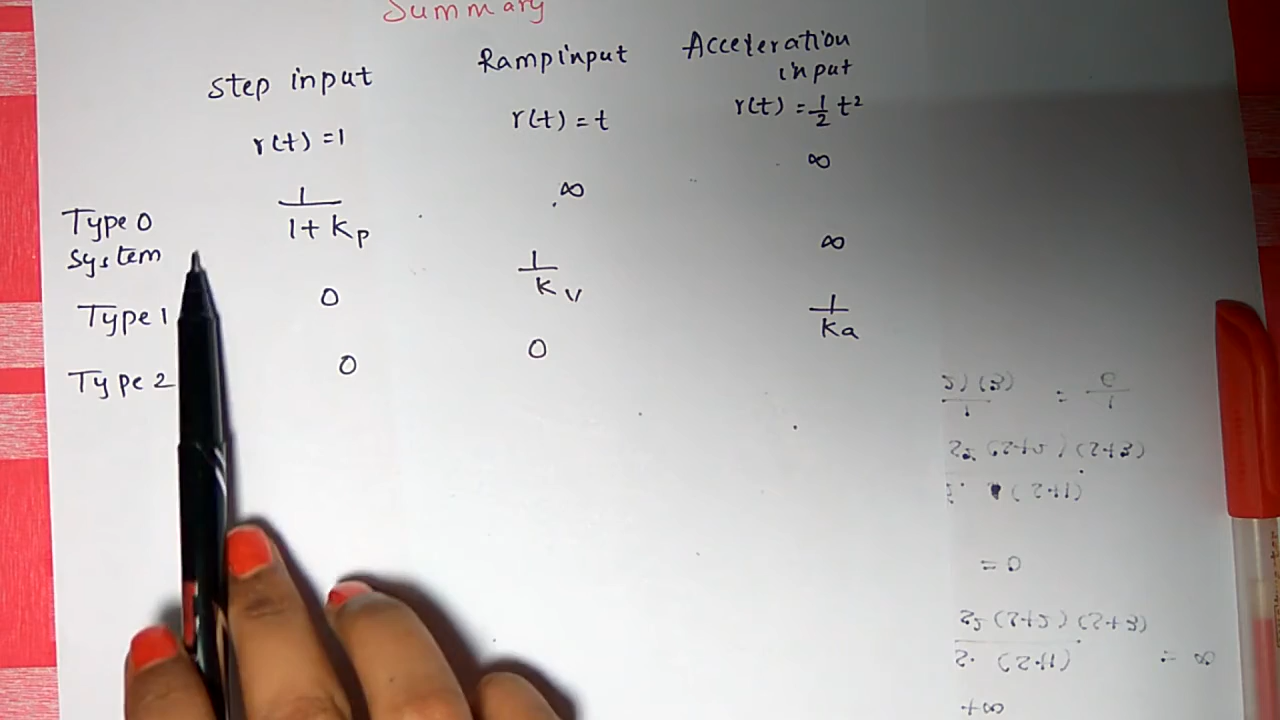 Summary
Step input Ramp input Acceleration input
r(t) = 1 r(t) = t r(t) = 1/2 t²
Type 0 System 1/(1 + Kp) ∞ ∞
Type 1 0 1/Kv ∞
Type 2 0 0 1/Ka